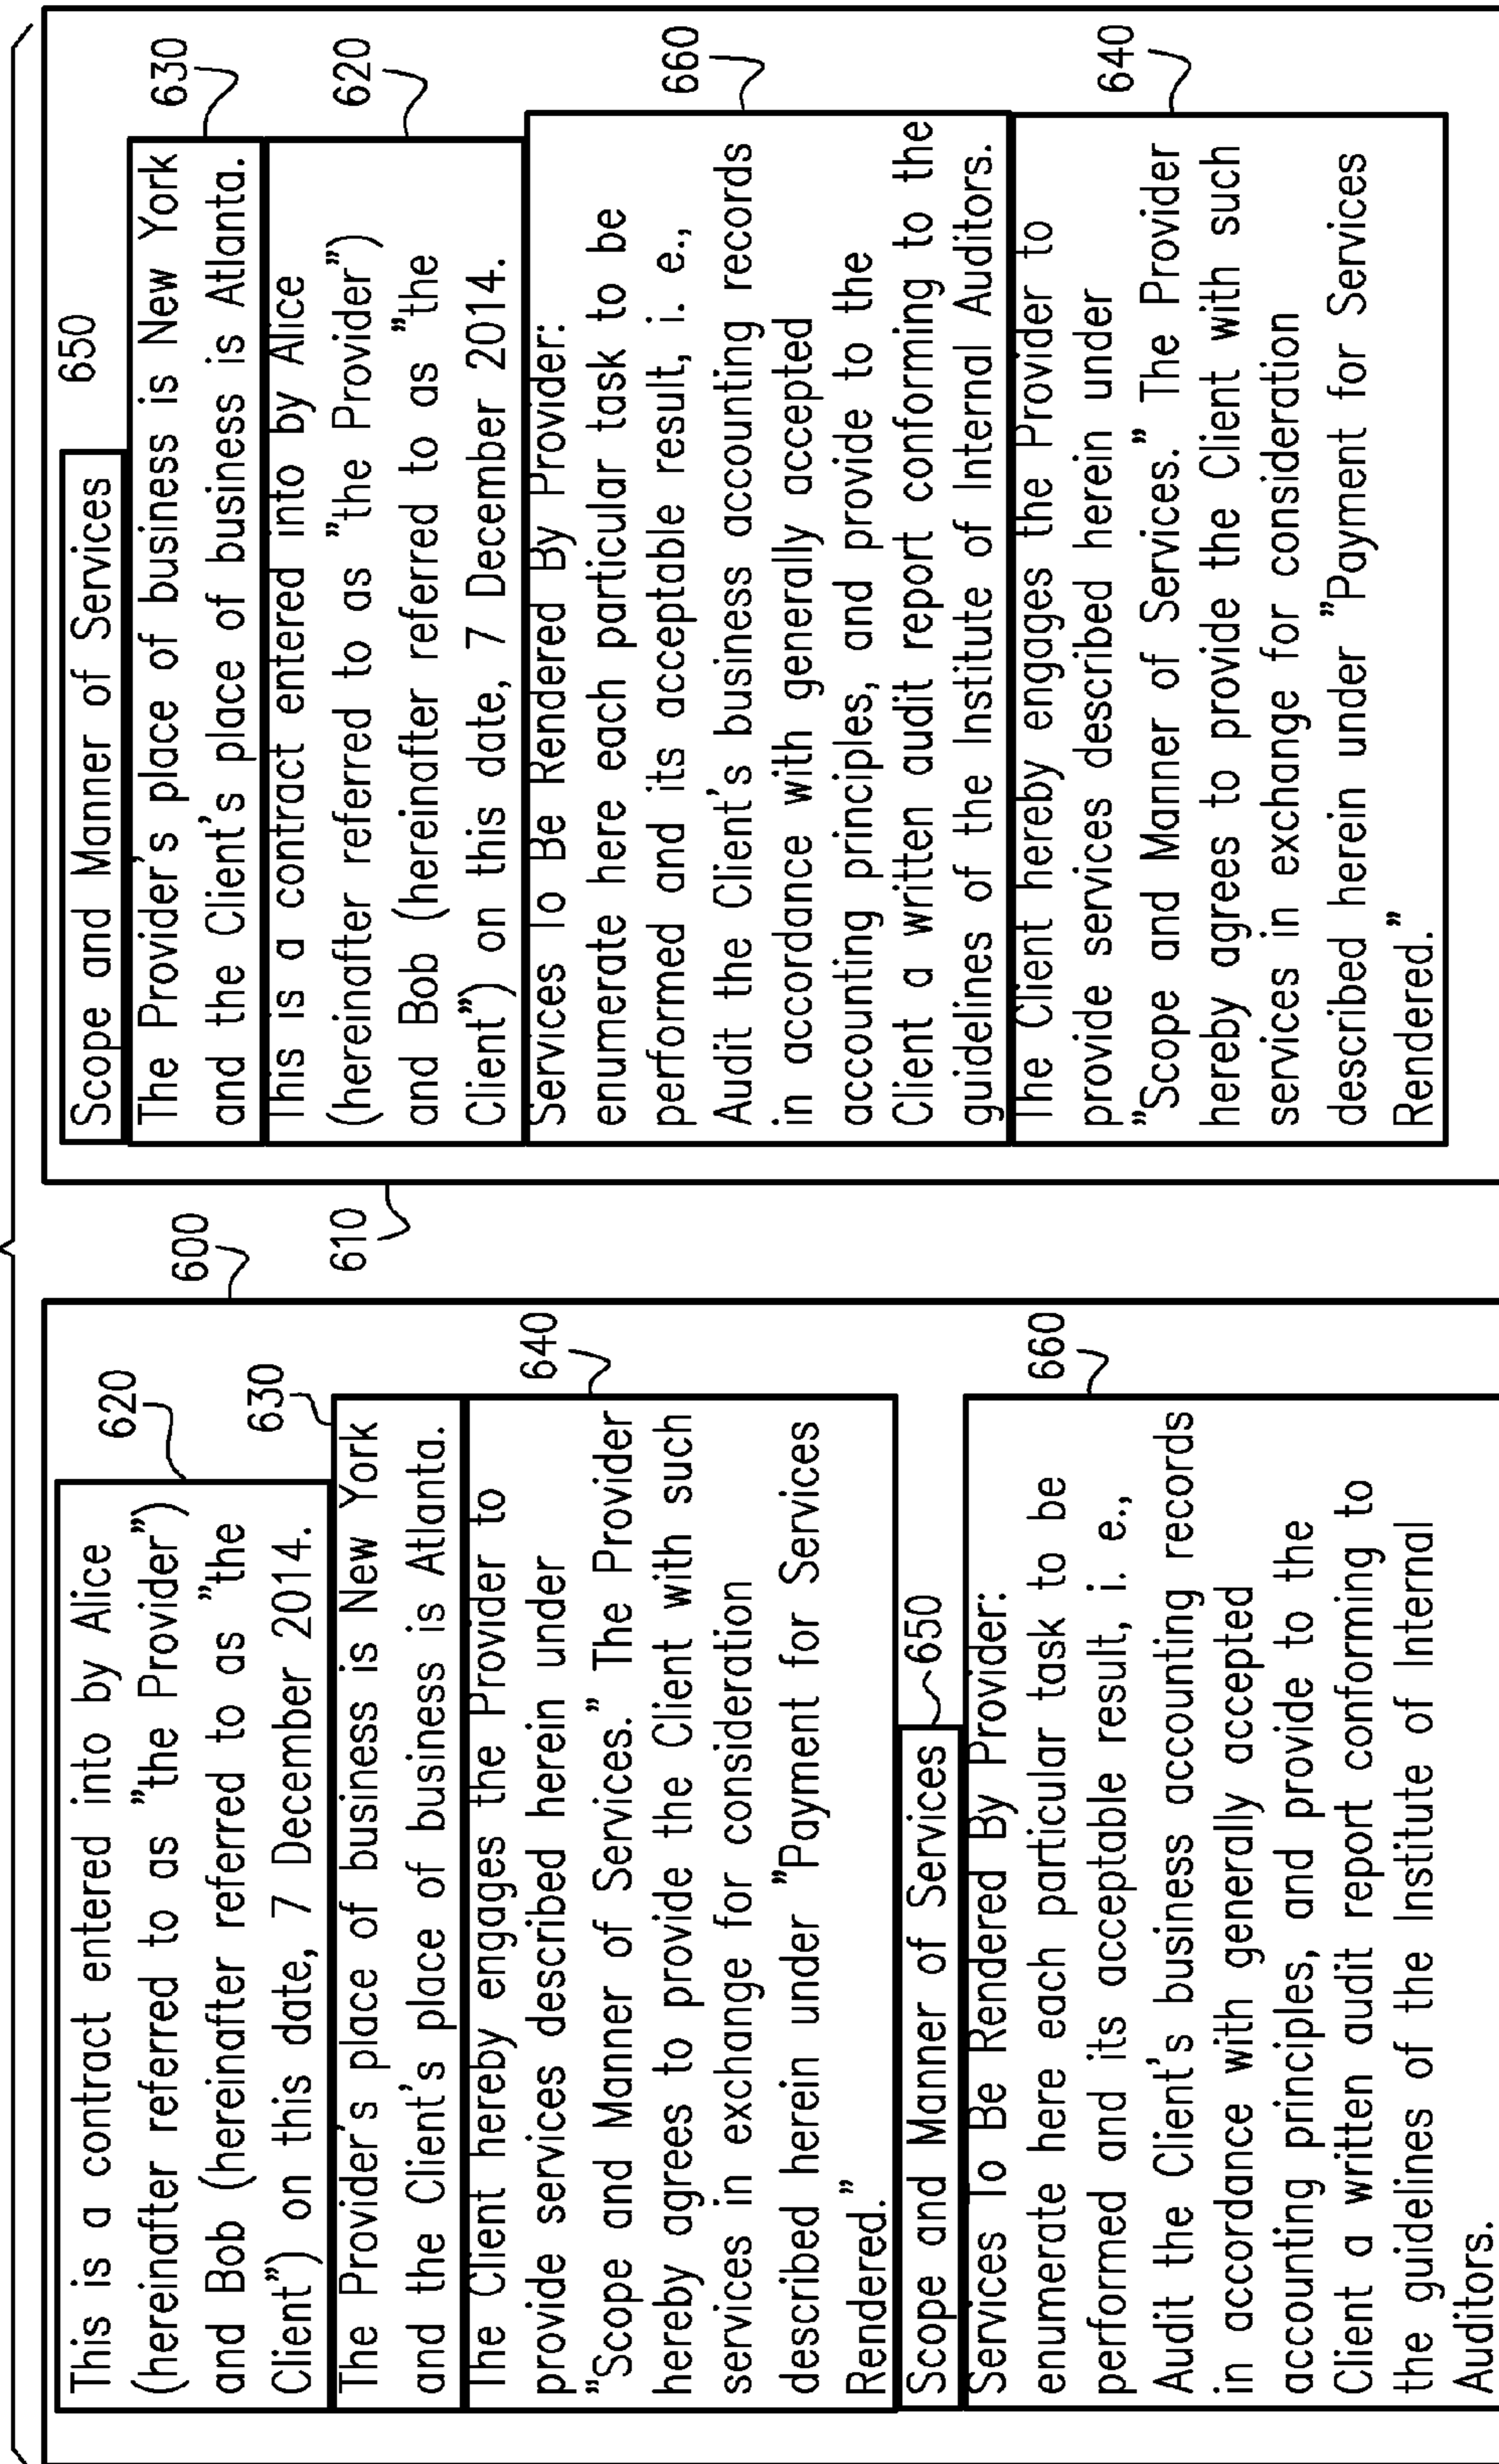 600
620
This is a contract entered into by Alice
(hereinafter referred to as "the Provider")
and Bob (hereinafter referred to as "the
Client") on this date, 7 December 2014.
630
The Provider's place of business is New York
and the Client's place of business is Atlanta.
640
The Client hereby engages the Provider to
provide services described herein under
"Scope and Manner of Services." The Provider
hereby agrees to provide the Client with such
services in exchange for consideration
described herein under "Payment for Services
Rendered."
Scope and Manner of Services 650
660
Services To Be Rendered By Provider:
enumerate here each particular task to be
performed and its acceptable result, i. e.,
Audit the Client's business accounting records
in accordance with generally accepted
accounting principles, and provide to the
Client a written audit report conforming to
the guidelines of the Institute of Internal
Auditors.
610
650
Scope and Manner of Services
630
The Provider's place of business is New York
and the Client's place of business is Atlanta.
620
This is a contract entered into by Alice
(hereinafter referred to as "the Provider")
and Bob (hereinafter referred to as "the
Client") on this date, 7 December 2014.
660
Services To Be Rendered By Provider:
enumerate here each particular task to be
performed and its acceptable result, i. e.,
Audit the Client's business accounting records
in accordance with generally accepted
accounting principles, and provide to the
Client a written audit report conforming to the
guidelines of the Institute of Internal Auditors.
640
The Client hereby engages the Provider to
provide services described herein under
"Scope and Manner of Services." The Provider
hereby agrees to provide the Client with such
services in exchange for consideration
described herein under "Payment for Services
Rendered."